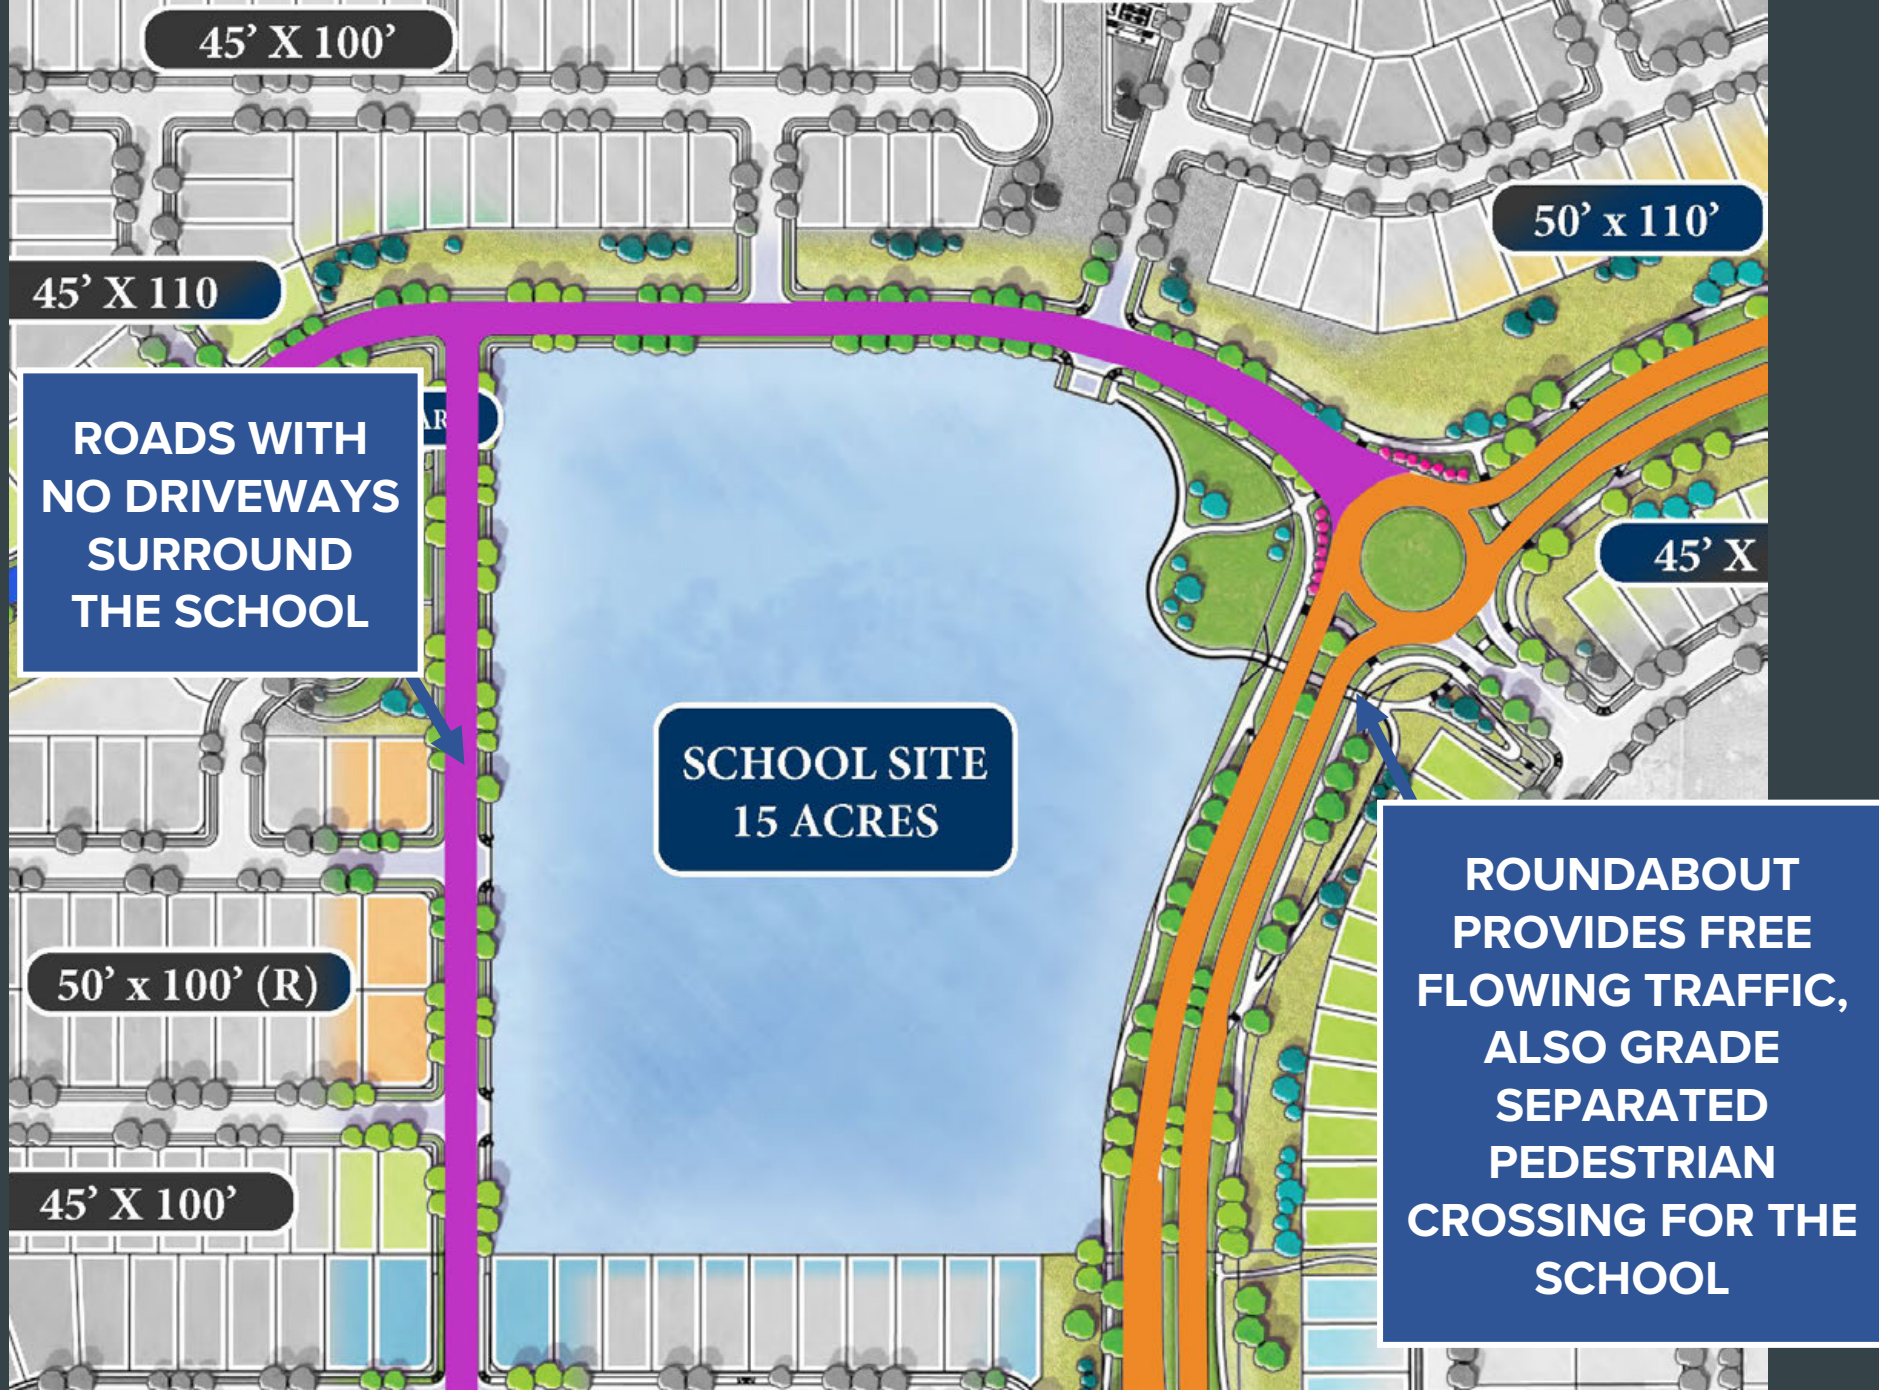 45’ X 100’
50’ x 110’
45’ X 110
ROADS WITH
NO DRIVEWAYS
SURROUND
THE SCHOOL
45’ X
SCHOOL SITE
15 ACRES
ROUNDABOUT
PROVIDES FREE
FLOWING TRAFFIC,
ALSO GRADE
SEPARATED
PEDESTRIAN
CROSSING FOR THE
SCHOOL
50’ x 100’ (R)
45’ X 100’